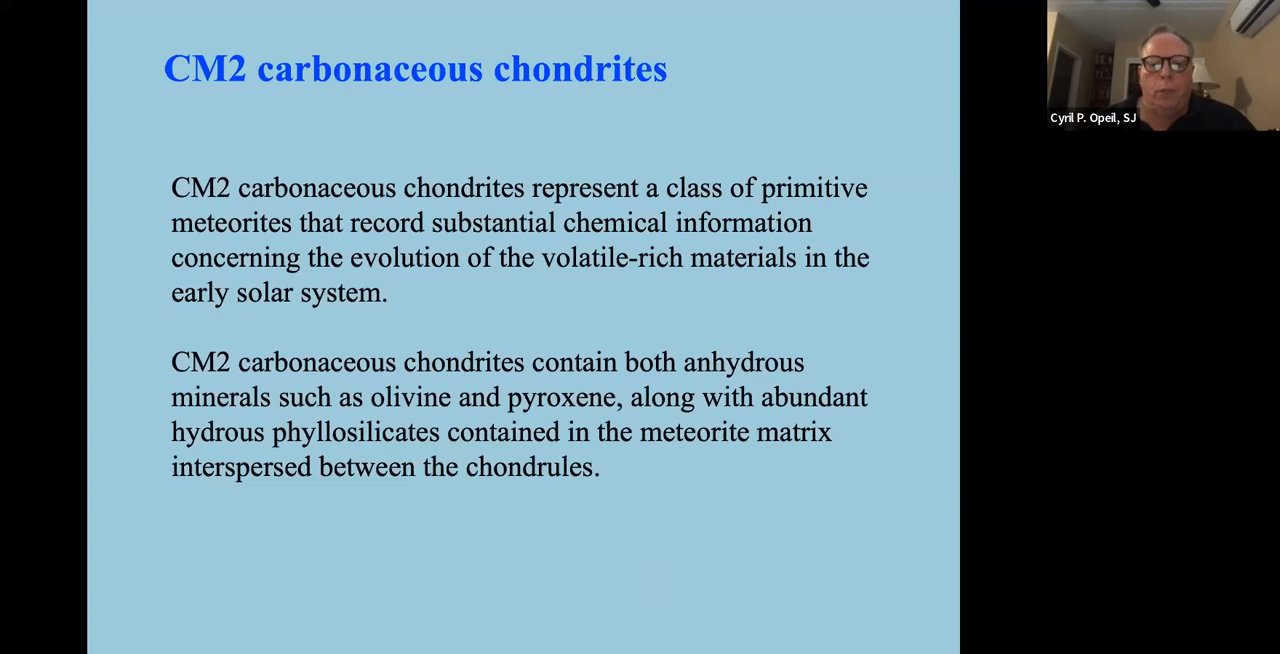 CM2 carbonaceous chondrites
CM2 carbonaceous chondrites represent a class of primitive
meteorites that record substantial chemical information
concerning the evolution of the volatile-rich materials in the
early solar system.
CM2 carbonaceous chondrites contain both anhydrous
minerals such as olivine and pyroxene, along with abundant
hydrous phyllosilicates contained in the meteorite matrix
interspersed between the chondrules.
Cyril P. Opeil, SJ